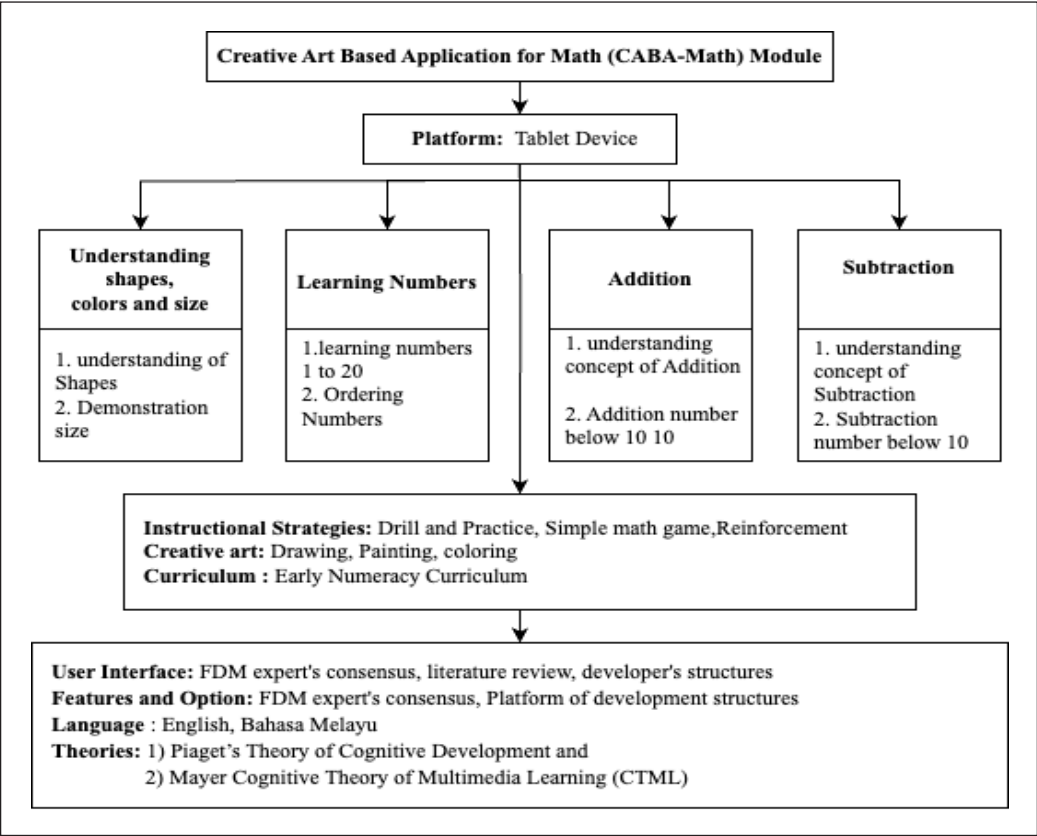 Creative Art Based Application for Math (CABA-Math) Module
Platform: Tablet Device
Understanding
shapes,
colors and size
1. understanding of
Shapes
2. Demonstration
size
Learning Numbers
1.learning numbers
1 to 20
2. Ordering
Numbers
Addition
1. understanding
concept of Addition
2. Addition number
below 10 10
Subtraction
1. understanding
concept of
Subtraction
2. Subtraction
number below 10
Instructional Strategies: Drill and Practice, Simple math game,Reinforcement
Creative art: Drawing, Painting, coloring
Curriculum : Early Numeracy Curriculum
User Interface: FDM expert's consensus, literature review, developer's structures
Features and Option: FDM expert's consensus, Platform of development structures
Language : English, Bahasa Melayu
Theories: 1) Piaget’s Theory of Cognitive Development and
2) Mayer Cognitive Theory of Multimedia Learning (CTML)